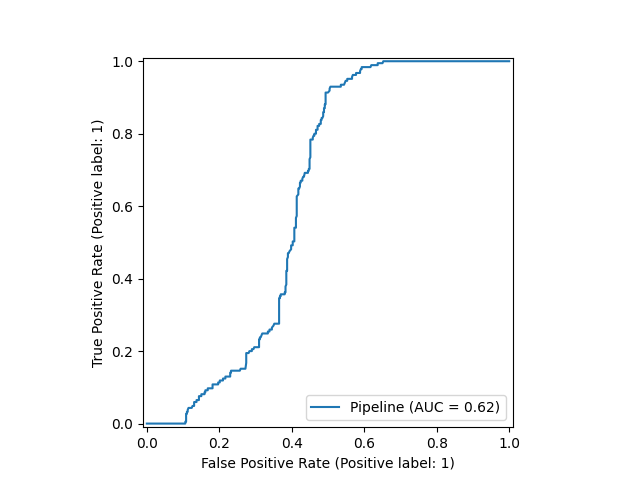 True Positive Rate (Positive label: 1)
1.0
0.8
0.6
0.4
0.2
0.0
Pipeline (AUC = 0.62)
0.0 0.2 0.4 0.6 0.8 1.0
False Positive Rate (Positive label: 1)